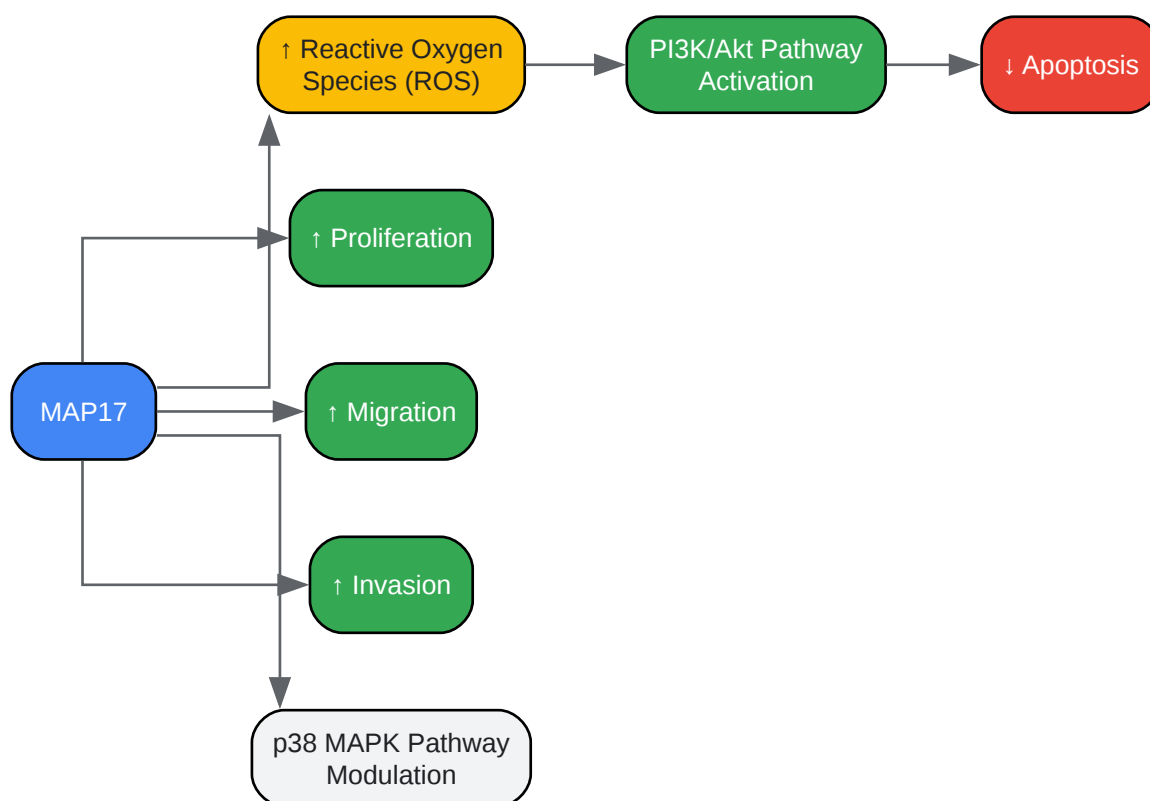 ↑ Reactive Oxygen
Species (ROS)
PI3K/Akt Pathway
Activation
↓ Apoptosis
↑ Proliferation
MAP17
↑ Migration
↑ Invasion
p38 MAPK Pathway
Modulation